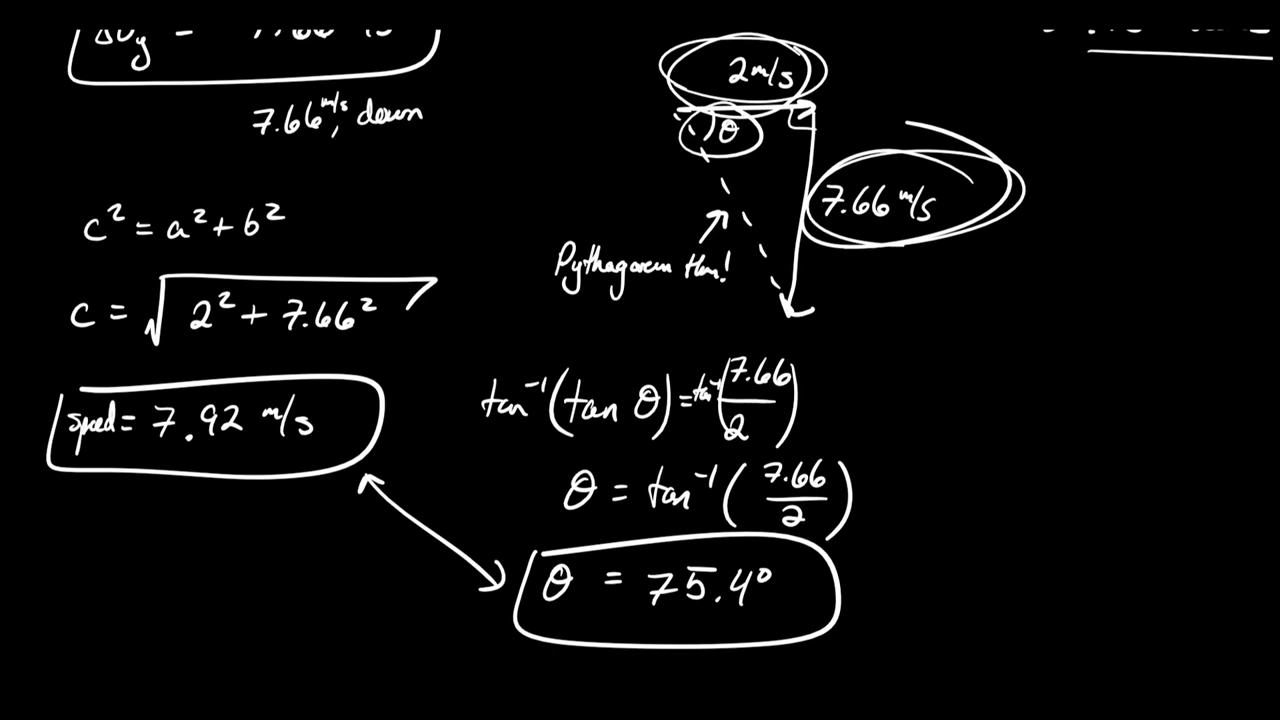 7.66 m/s, down
2 m/s
θ
7.66 m/s
Pythagorean thm!
c² = a² + b²
c = √2² + 7.66²
speed = 7.92 m/s
tan⁻¹(tan θ) = tan⁻¹(7.66/2)
θ = tan⁻¹(7.66/2)
θ = 75.4°